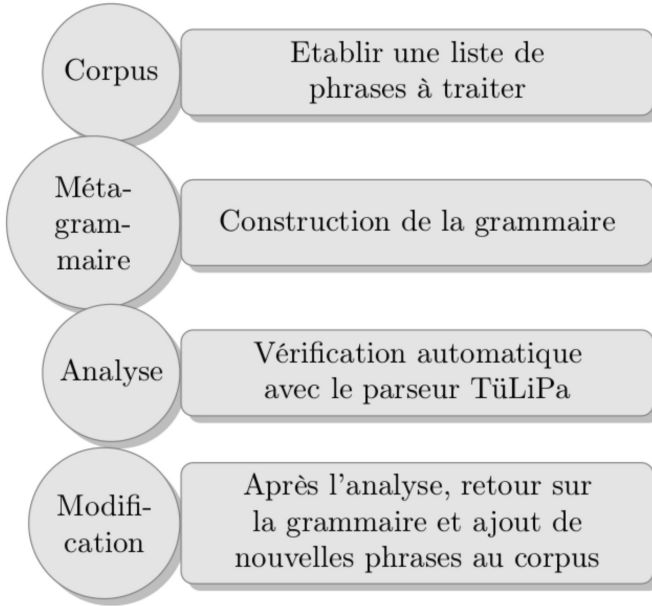 Corpus
Etablir une liste de
phrases à traiter
Méta-
gram-
maire
Construction de la grammaire
Analyse
Vérification automatique
avec le parseur TüLiPa
Modifi-
cation
Après l'analyse, retour sur
la grammaire et ajout de
nouvelles phrases au corpus